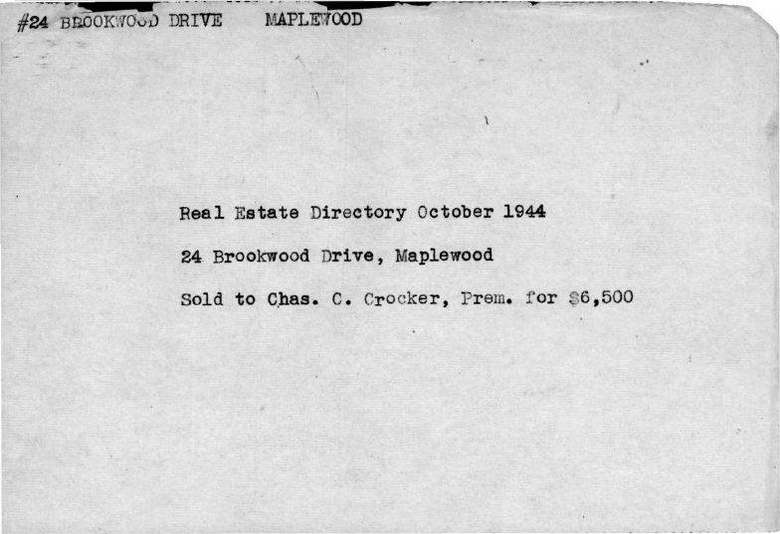 #24 BROOKWOOD DRIVE MAPLEWOOD
Real Estate Directory October 1944
24 Brookwood Drive, Maplewood
Sold to Chas. C. Crocker, Prem. for $6,500